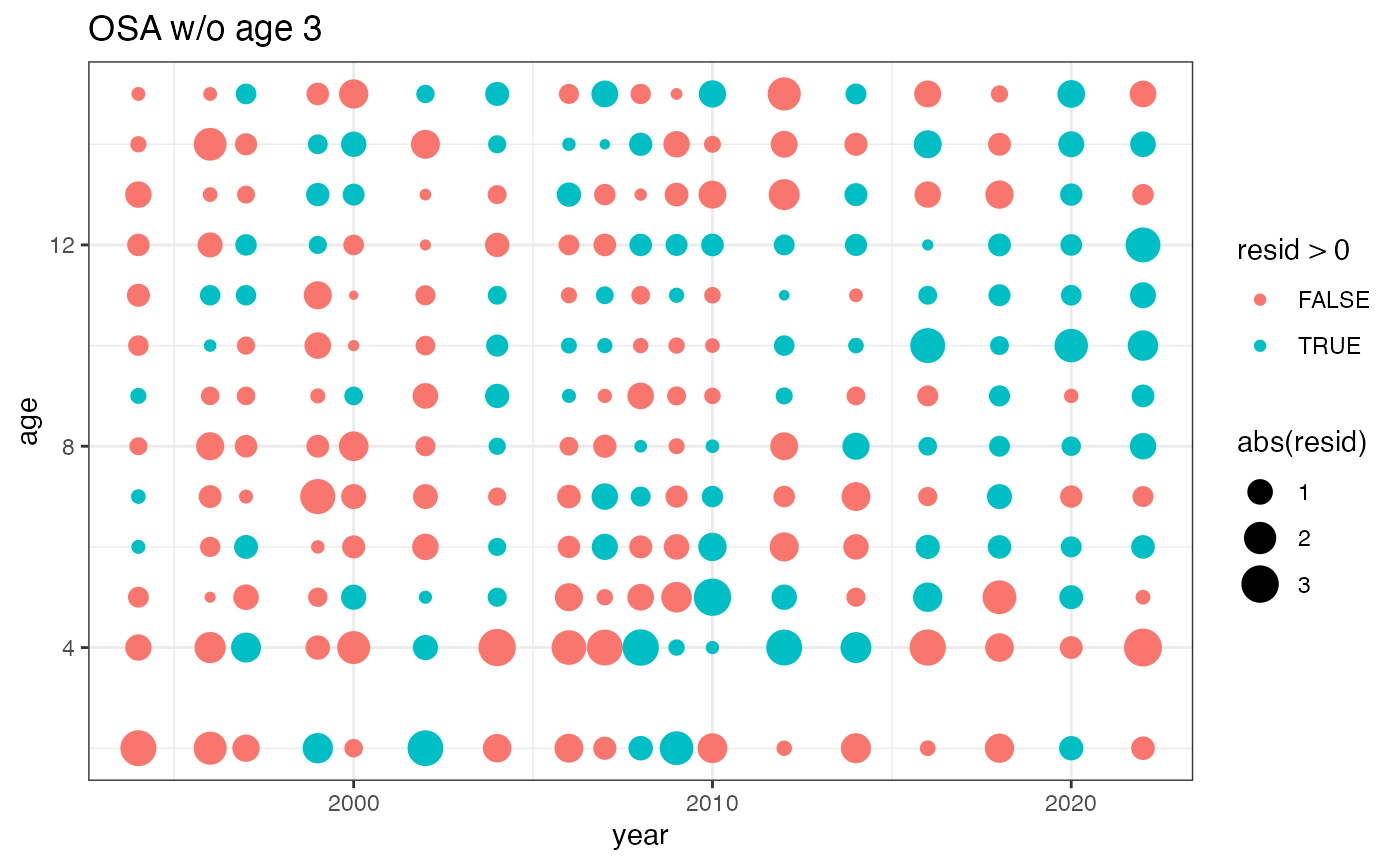 OSA w/o age 3
12
8
4
age
2000
2010
2020
year
resid > 0
FALSE
TRUE
abs(resid)
1
2
3